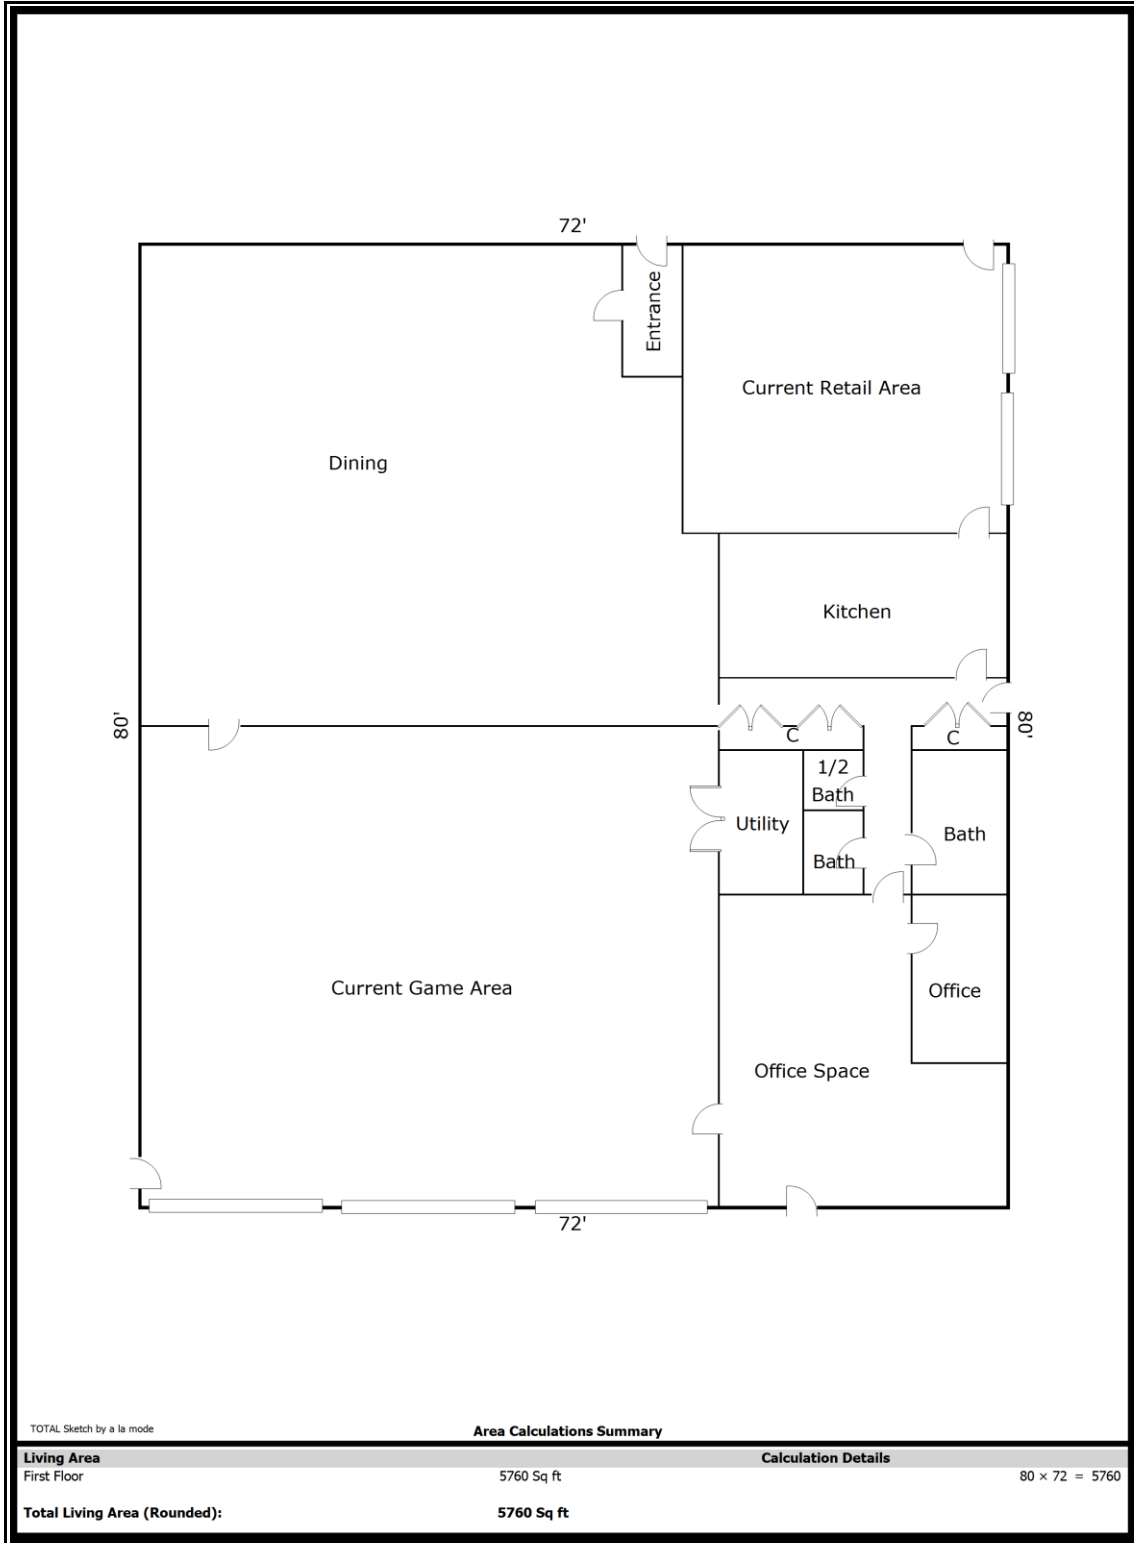 72'
Entrance
Current Retail Area
Dining
Kitchen
80'
80'
C
C
1/2
Bath
Utility
Bath
Bath
Current Game Area
Office
Office Space
72'
TOTAL Sketch by a la mode
Area Calculations Summary
Living Area Calculation Details
First Floor 5760 Sq ft 80 × 72 = 5760
Total Living Area (Rounded): 5760 Sq ft